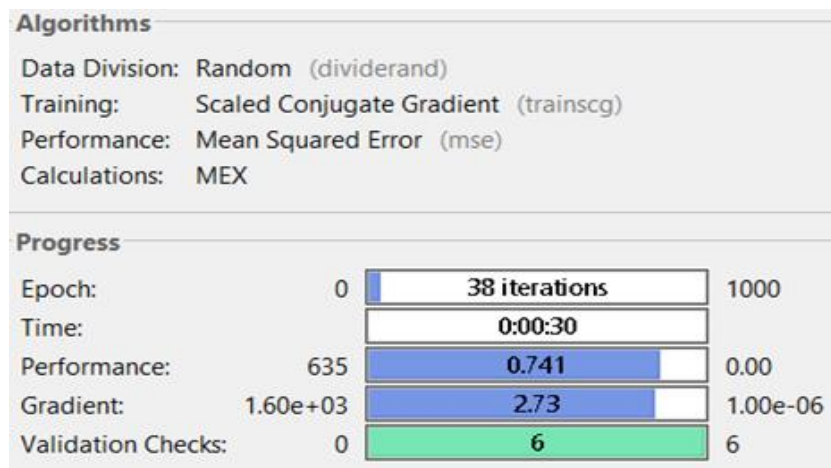 Algorithms
Data Division: Random (dividerand)
Training: Scaled Conjugate Gradient (trainscg)
Performance: Mean Squared Error (mse)
Calculations: MEX
Progress
Epoch: 0 38 iterations 1000
Time: 0:00:30
Performance: 635 0.741 0.00
Gradient: 1.60e+03 2.73 1.00e-06
Validation Checks: 0 6 6